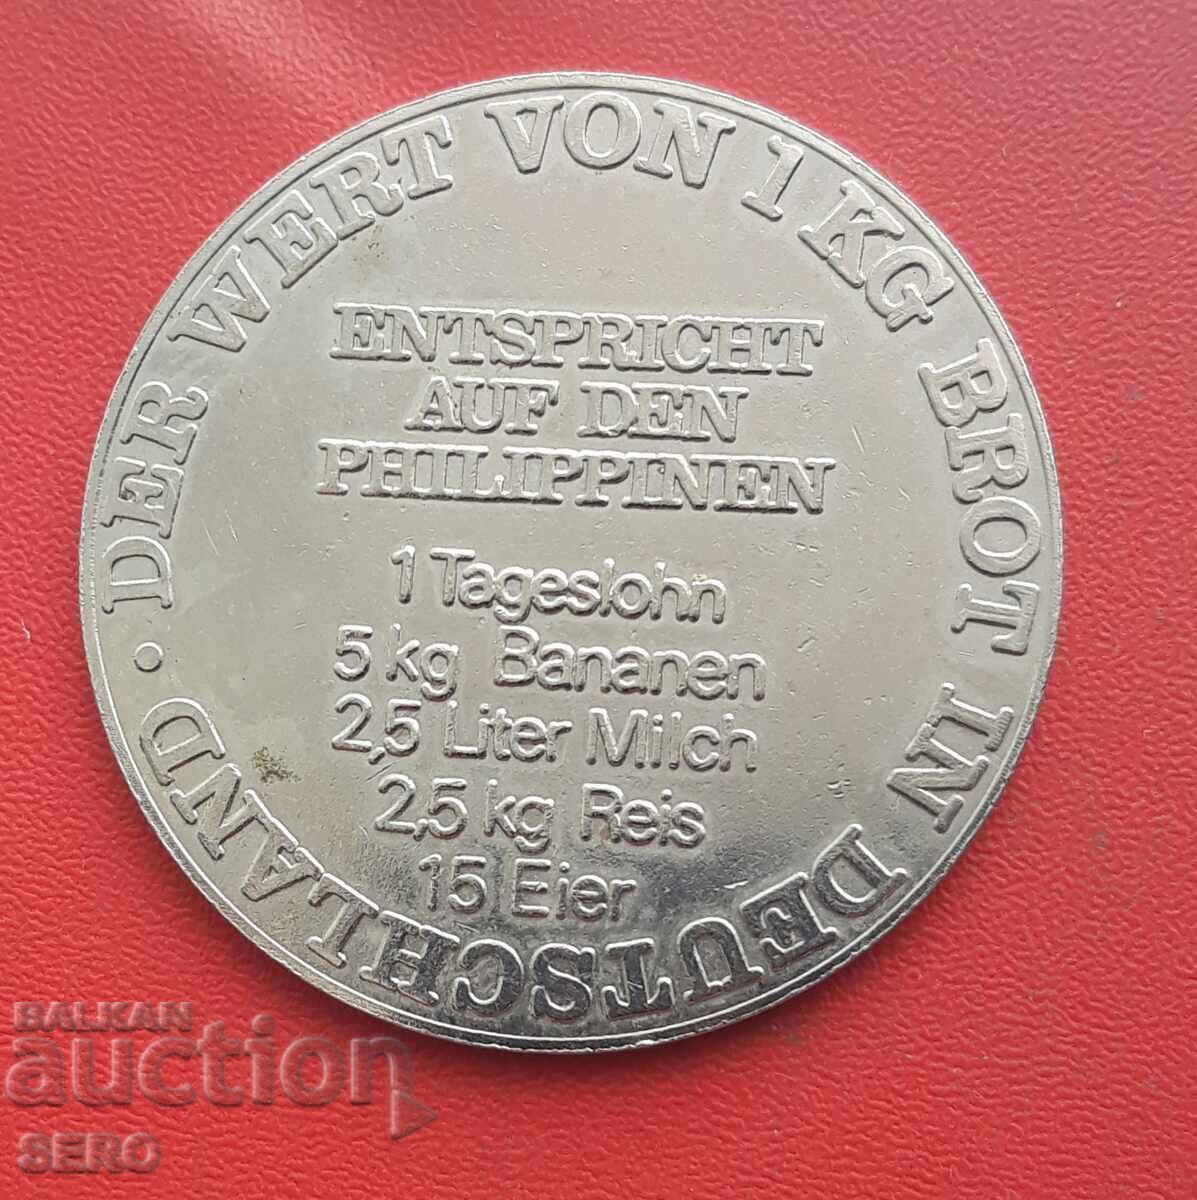 DER WERT VON 1 KG BROT IN DEUTSCHLAND ·
ENTSPRICHT
AUF DEN
PHILIPPINEN
1 Tageslohn
5 kg Bananen
2,5 Liter Milch
2,5 kg Reis
15 Eier
BALKAN
auction
SERO